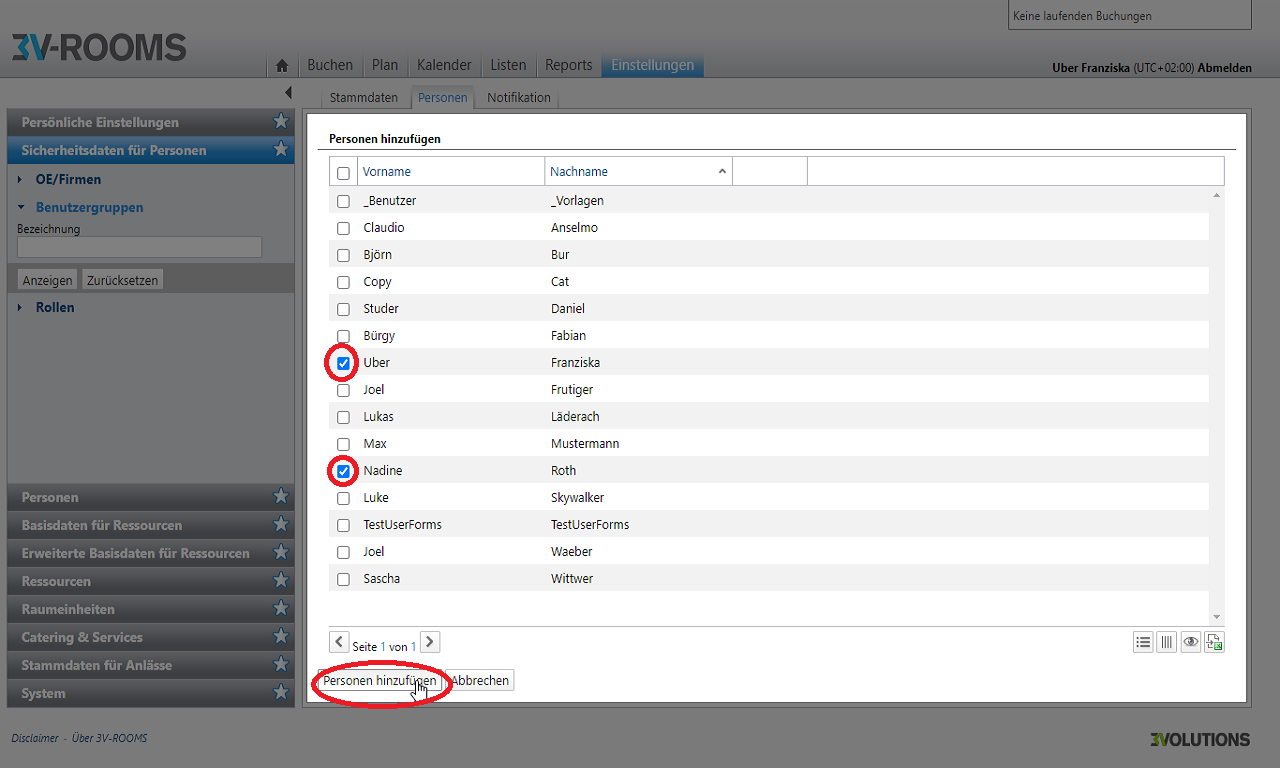 Keine laufenden Buchungen
3V-ROOMS
Buchen Plan Kalender Listen Reports Einstellungen
Uber Franziska (UTC+02:00) Abmelden
Stammdaten Personen Notifikation
Persönliche Einstellungen
Sicherheitsdaten für Personen
OE/Firmen
Benutzergruppen
Bezeichnung
Anzeigen Zurücksetzen
Rollen
Personen
Basisdaten für Ressourcen
Erweiterte Basisdaten für Ressourcen
Ressourcen
Raumeinheiten
Catering & Services
Stammdaten für Anlässe
System
Personen hinzufügen
Vorname Nachname
_Benutzer _Vorlagen
Claudio Anselmo
Björn Bur
Copy Cat
Studer Daniel
Bürgy Fabian
Uber Franziska
Joel Frutiger
Lukas Läderach
Max Mustermann
Nadine Roth
Luke Skywalker
TestUserForms TestUserForms
Joel Waeber
Sascha Wittwer
Seite 1 von 1
Personen hinzufügen Abbrechen
Disclaimer - Über 3V-ROOMS
3VOLUTIONS